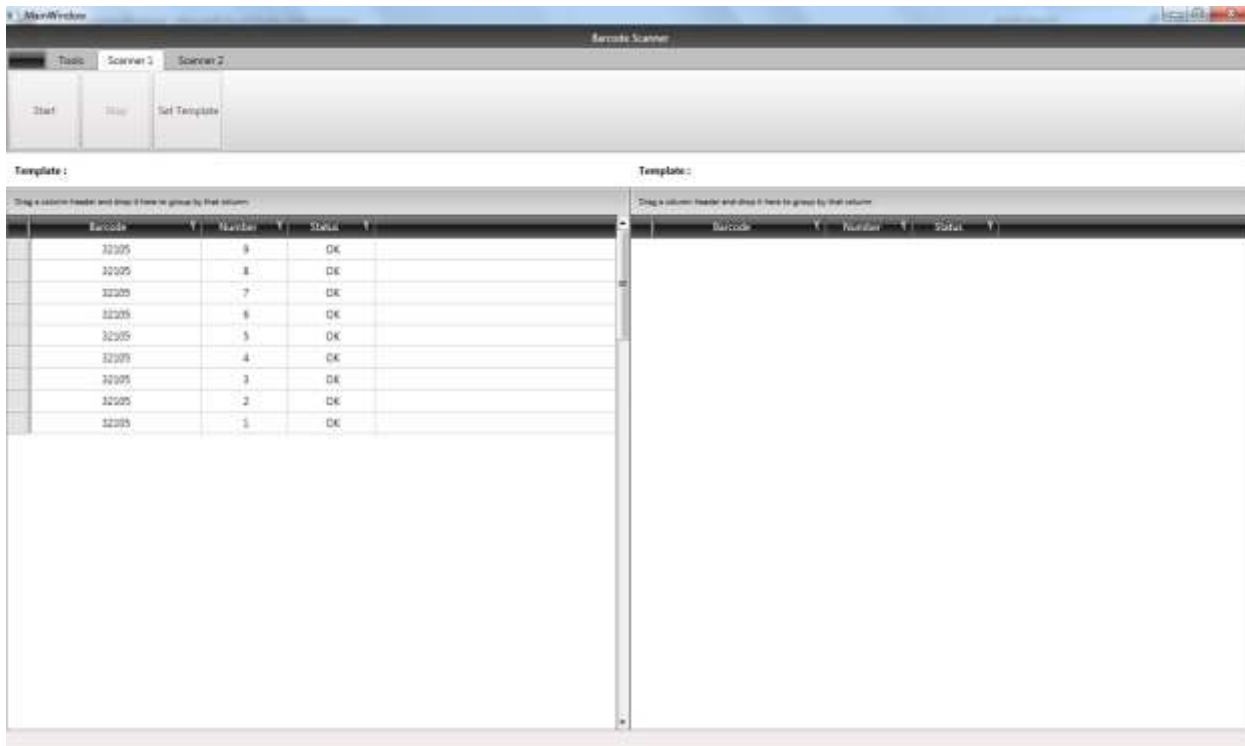 MainWindow
Barcode Scanner
Tools Scanner 1 Scanner 2
Start Stop Set Template
Template :
Drag a column header and drop it here to group by that column
Barcode Number Status
32105 9 OK
32105 8 OK
32105 7 OK
32105 6 OK
32105 5 OK
32105 4 OK
32105 3 OK
32105 2 OK
32105 1 OK
Template :
Drag a column header and drop it here to group by that column
Barcode Number Status